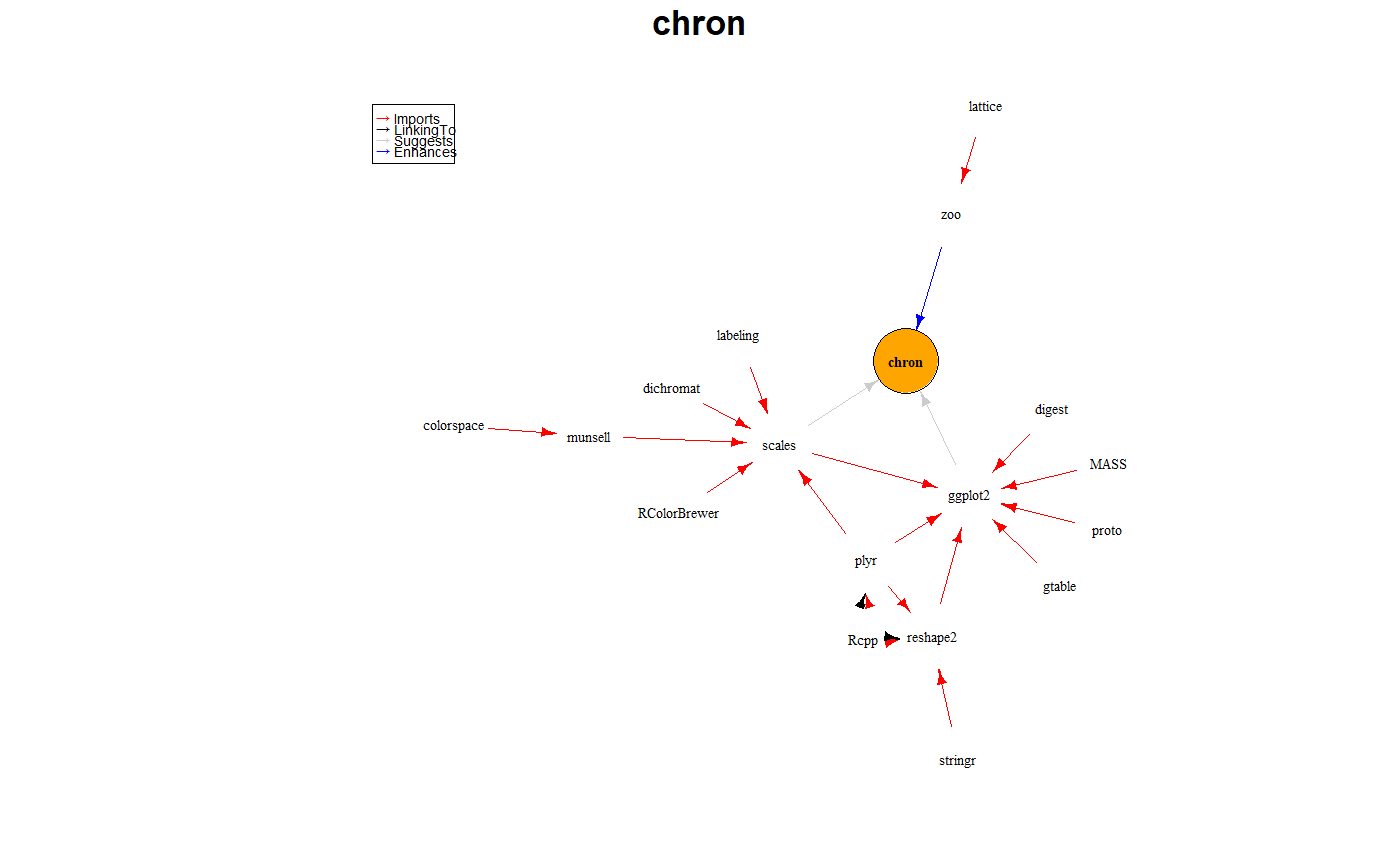 chron
lattice
→ Imports
→ LinkingTo
→ Suggests
→ Enhances
zoo
labeling
chron
dichromat
digest
colorspace
munsell
scales
MASS
ggplot2
RColorBrewer
proto
plyr
gtable
Rcpp
reshape2
stringr